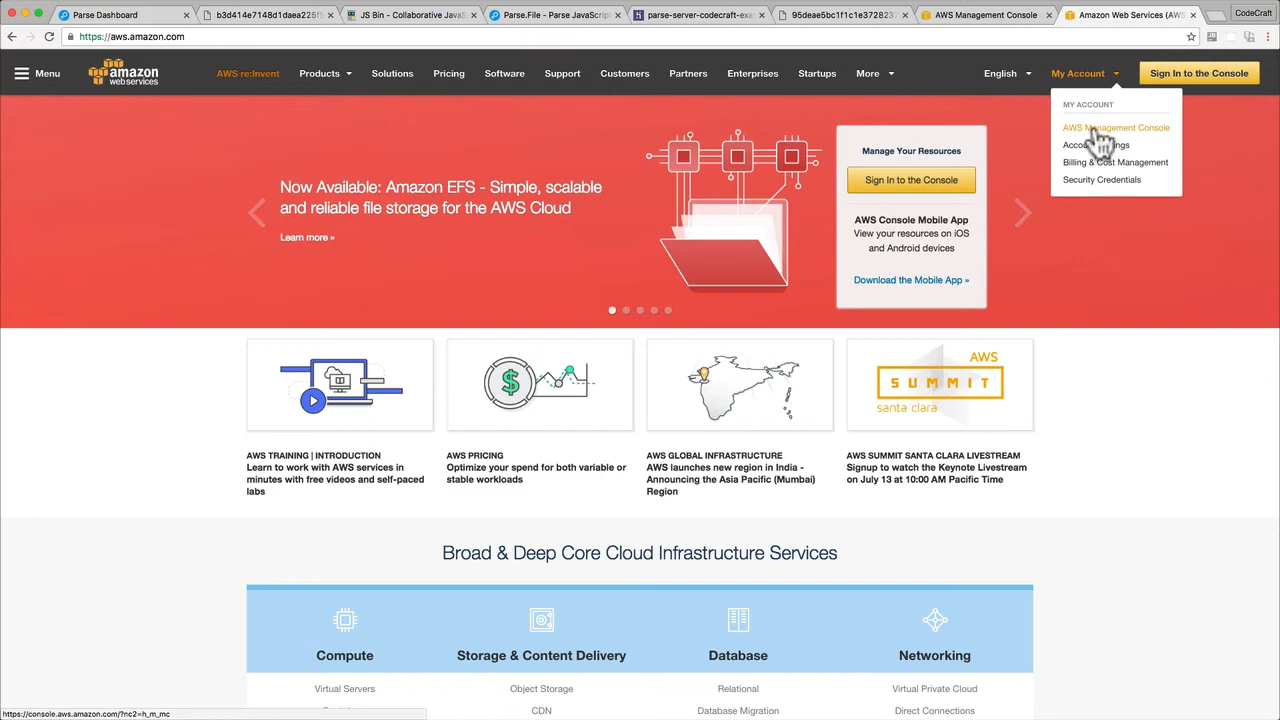 Parse Dashboard
b3d414e7148d1daea225f5
JS Bin - Collaborative JavaS
Parse.File - Parse JavaScript
parse-server-codecraft-exa
95deae5bc1f1c1e3728237
AWS Management Console
Amazon Web Services (AWS
CodeCraft
https://aws.amazon.com
Menu
amazon
web services
AWS re:Invent
Products
Solutions
Pricing
Software
Support
Customers
Partners
Enterprises
Startups
More
English
My Account
Sign In to the Console
MY ACCOUNT
AWS Management Console
Billing & Cost Management
Security Credentials
Now Available: Amazon EFS - Simple, scalable
and reliable file storage for the AWS Cloud
Learn more »
Manage Your Resources
Sign In to the Console
AWS Console Mobile App
View your resources on iOS
and Android devices
Download the Mobile App »
AWS
SUMMIT
santa clara
AWS TRAINING | INTRODUCTION
Learn to work with AWS services in
minutes with free videos and self-paced
labs
AWS PRICING
Optimize your spend for both variable or
stable workloads
AWS GLOBAL INFRASTRUCTURE
AWS launches new region in India -
Announcing the Asia Pacific (Mumbai)
Region
AWS SUMMIT SANTA CLARA LIVESTREAM
Signup to watch the Keynote Livestream
on July 13 at 10:00 AM Pacific Time
Broad & Deep Core Cloud Infrastructure Services
Compute
Storage & Content Delivery
Database
Networking
Virtual Servers
Object Storage
Relational
Virtual Private Cloud
CDN
Database Migration
Direct Connections
https://console.aws.amazon.com/?nc2=h_m_mc